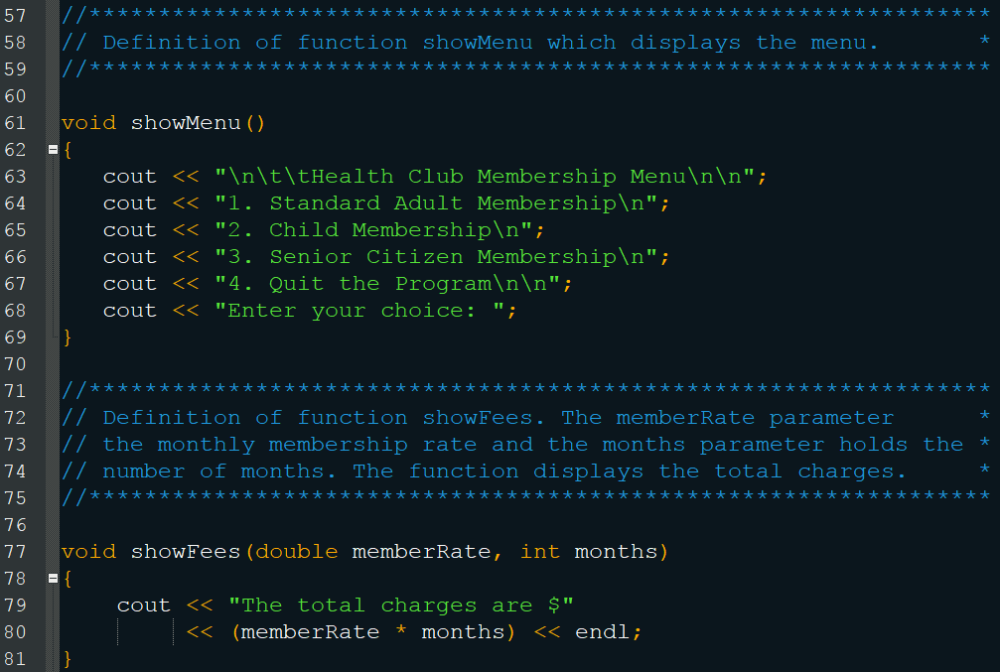 57 //*****************************************************************
58 // Definition of function showMenu which displays the menu.       *
59 //*****************************************************************
60
61 void showMenu()
62 {
63    cout << "\n\t\tHealth Club Membership Menu\n\n";
64    cout << "1. Standard Adult Membership\n";
65    cout << "2. Child Membership\n";
66    cout << "3. Senior Citizen Membership\n";
67    cout << "4. Quit the Program\n\n";
68    cout << "Enter your choice: ";
69 }
70
71 //*****************************************************************
72 // Definition of function showFees. The memberRate parameter      *
73 // the monthly membership rate and the months parameter holds the *
74 // number of months. The function displays the total charges.     *
75 //*****************************************************************
76
77 void showFees(double memberRate, int months)
78 {
79     cout << "The total charges are $"
80          << (memberRate * months) << endl;
81 }